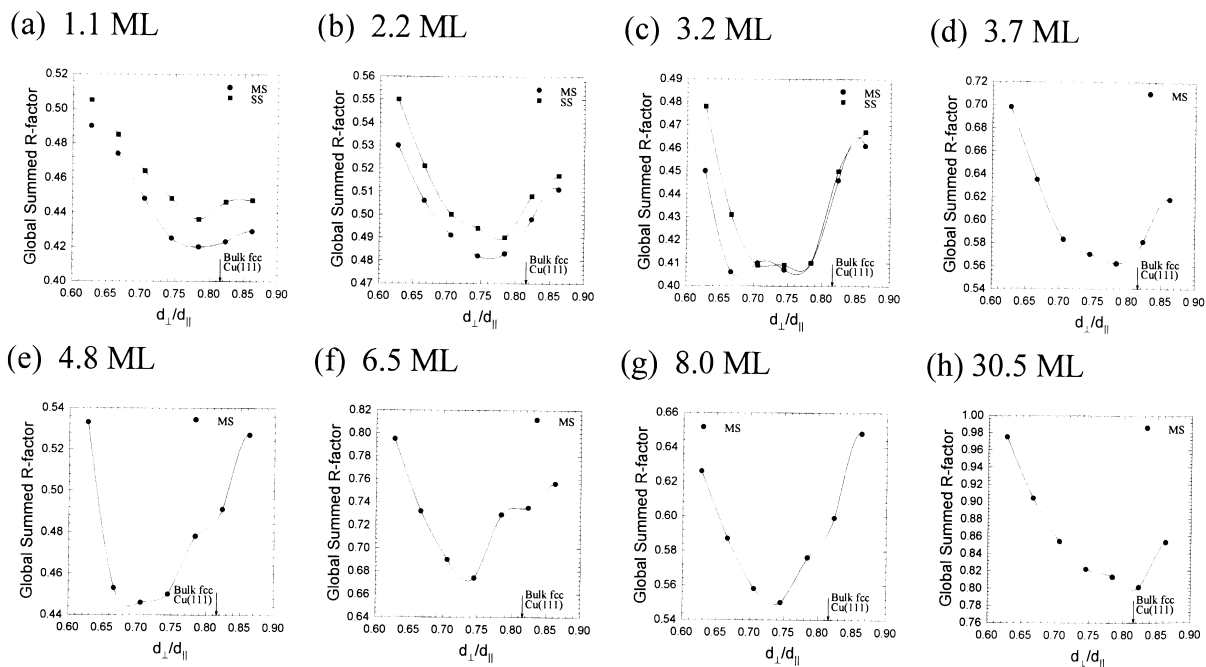 (a) 1.1 ML
0.52
0.50
0.48
0.46
0.44
0.42
0.40
Global Summed R-factor
MS
SS
Bulk fcc
Cu(111)
0.60 0.65 0.70 0.75 0.80 0.85 0.90
d⊥/d||
(b) 2.2 ML
0.56
0.55
0.54
0.53
0.52
0.51
0.50
0.49
0.48
0.47
Global Summed R-factor
MS
SS
Bulk fcc
Cu(111)
0.60 0.65 0.70 0.75 0.80 0.85 0.90
d⊥/d||
(c) 3.2 ML
0.49
0.48
0.47
0.46
0.45
0.44
0.43
0.42
0.41
0.40
Global Summed R-factor
MS
SS
Bulk fcc
Cu(111)
0.60 0.65 0.70 0.75 0.80 0.85 0.90
d⊥/d||
(d) 3.7 ML
0.72
0.70
0.68
0.66
0.64
0.62
0.60
0.58
0.56
0.54
Global Summed R-factor
MS
Bulk fcc
Cu(111)
0.60 0.65 0.70 0.75 0.80 0.85 0.90
d⊥/d||
(e) 4.8 ML
0.54
0.52
0.50
0.48
0.46
0.44
Global Summed R-factor
MS
Bulk fcc
Cu(111)
0.60 0.65 0.70 0.75 0.80 0.85 0.90
d⊥/d||
(f) 6.5 ML
0.82
0.80
0.78
0.76
0.74
0.72
0.70
0.68
0.66
0.64
Global Summed R-factor
MS
Bulk fcc
Cu(111)
0.60 0.65 0.70 0.75 0.80 0.85 0.90
d⊥/d||
(g) 8.0 ML
0.66
0.64
0.62
0.60
0.58
0.56
0.54
Global Summed R-factor
MS
Bulk fcc
Cu(111)
0.60 0.65 0.70 0.75 0.80 0.85 0.90
d⊥/d||
(h) 30.5 ML
1.00
0.98
0.96
0.94
0.92
0.90
0.88
0.86
0.84
0.82
0.80
0.78
0.76
Global Summed R-factor
MS
Bulk fcc
Cu(111)
0.60 0.65 0.70 0.75 0.80 0.85 0.90
d⊥/d||